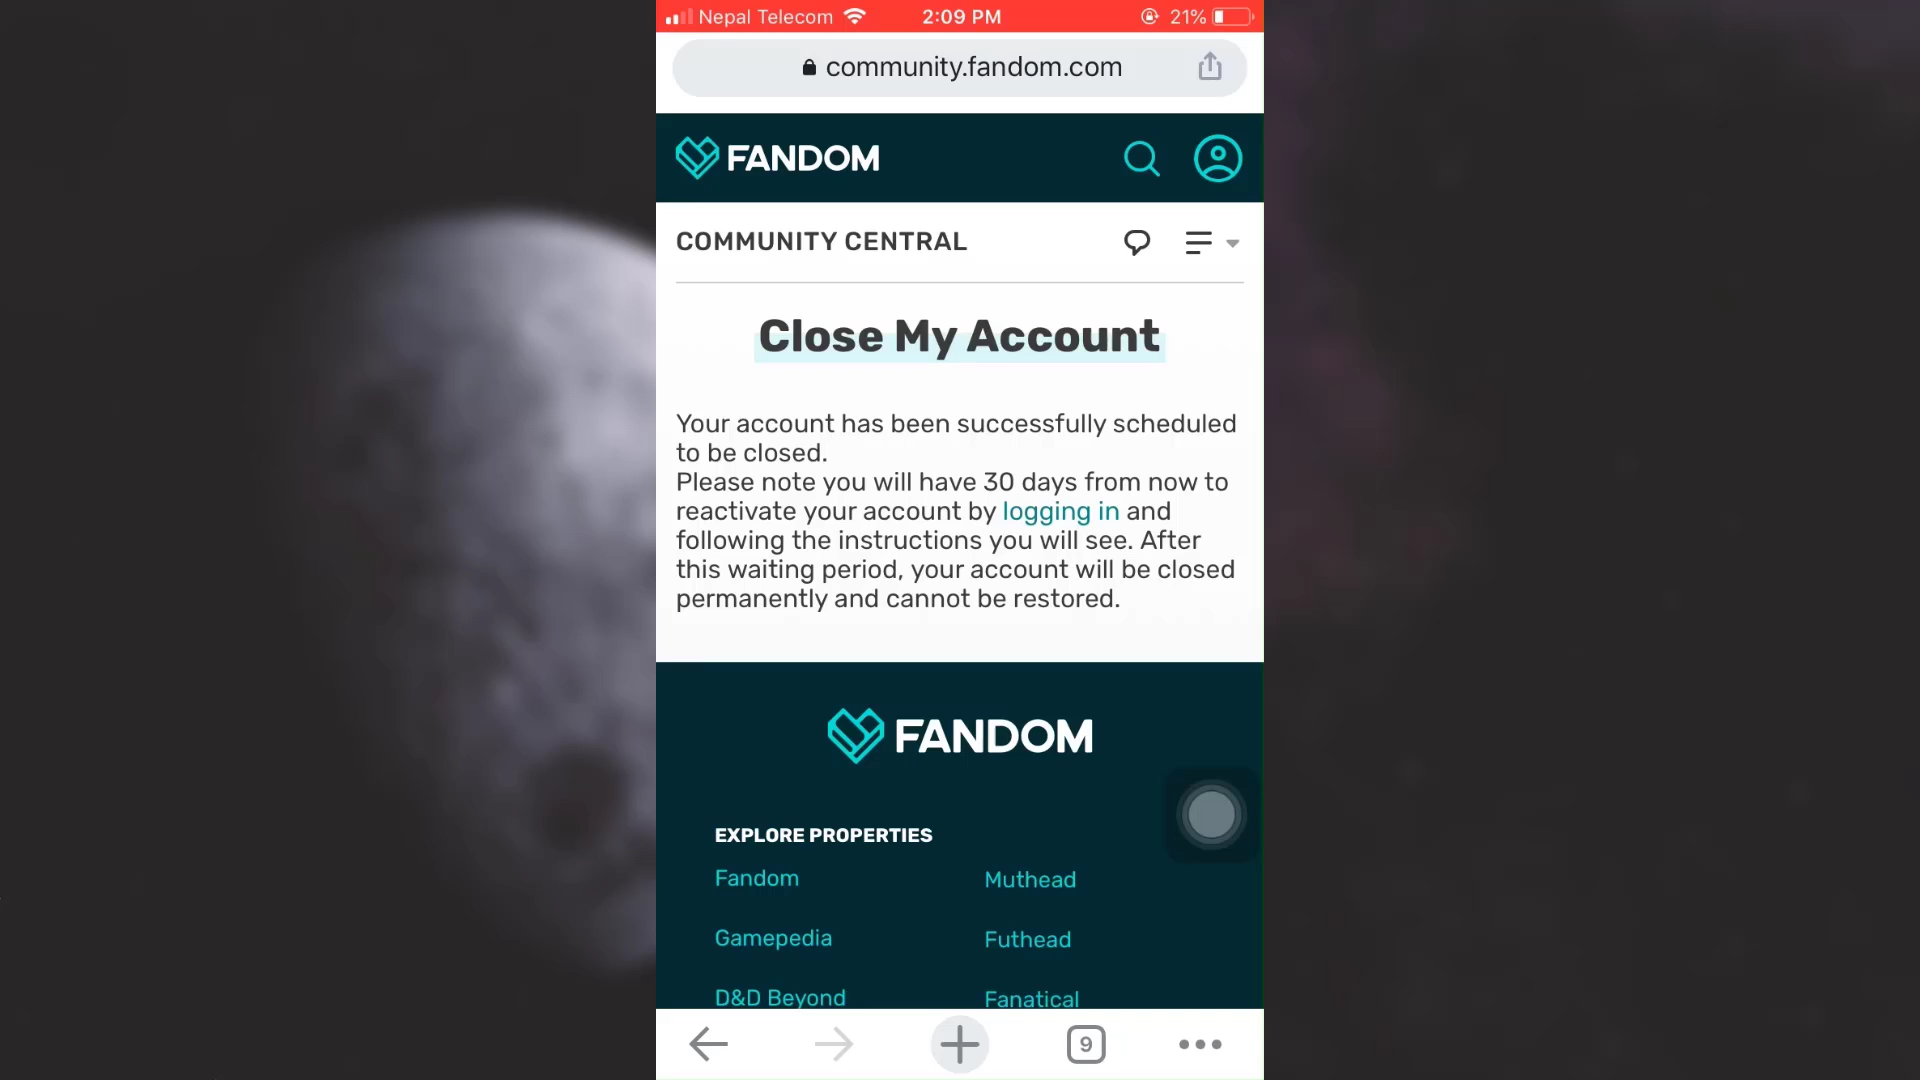 Nepal Telecom 2:09 PM 21%
community.fandom.com
FANDOM
COMMUNITY CENTRAL
Close My Account
Your account has been successfully scheduled
to be closed.
Please note you will have 30 days from now to
reactivate your account by logging in and
following the instructions you will see. After
this waiting period, your account will be closed
permanently and cannot be restored.
FANDOM
EXPLORE PROPERTIES
Fandom Muthead
Gamepedia Futhead
D&D Beyond Fanatical
9